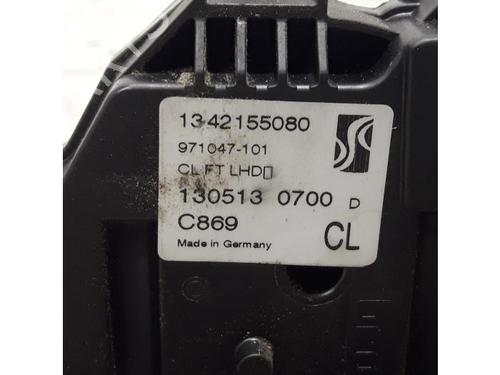 1342155080
971047-101
CL FT LHD▯
130513 0700 D
C869
CL
Made in Germany